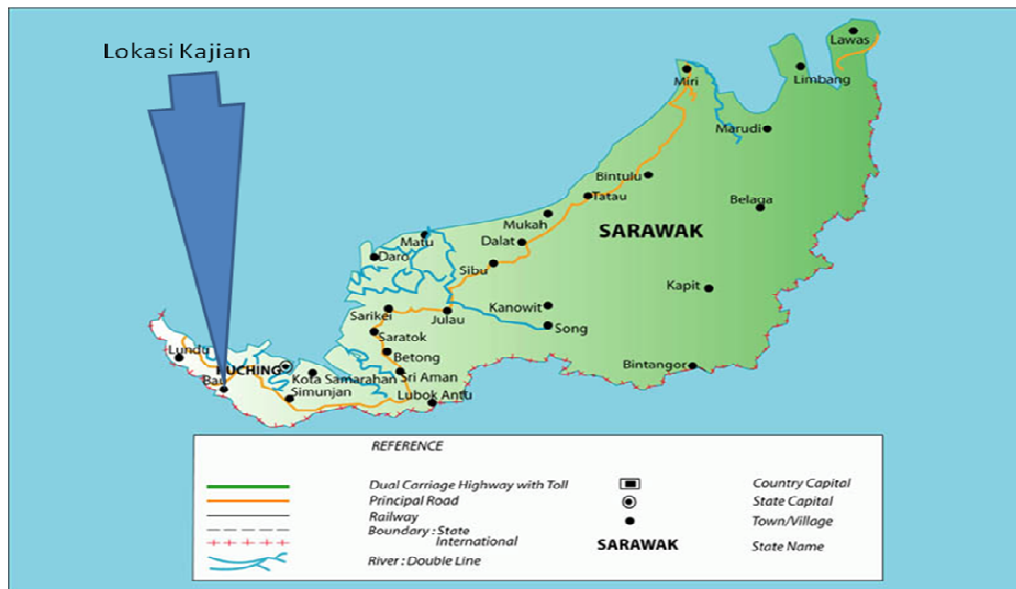 Lokasi Kajian
Lawas
Limbang
Miri
Marudi
Bintulu
Tatau
Belaga
Mukah
SARAWAK
Matu
Dalat
Daro
Sibu
Kapit
Kanowit
Sarikei
Julau
Song
Saratok
Lundu
Betong
Bintangor
KUCHING
Kota Samarahan
Sri Aman
Bau
Simunjan
Lubok Antu
REFERENCE
Dual Carriage Highway with Toll
Country Capital
Principal Road
State Capital
Railway
Town/Village
Boundary : State
International
SARAWAK
State Name
River : Double Line